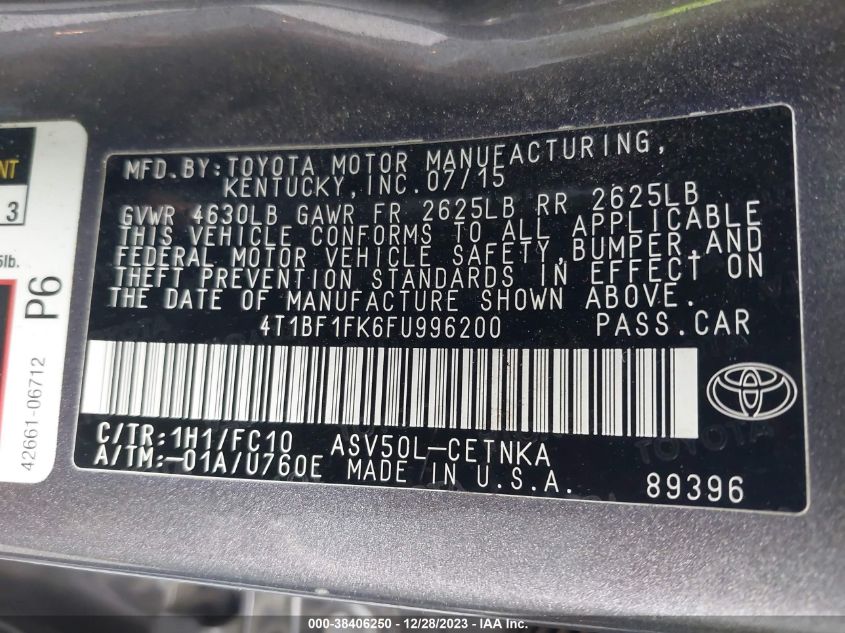 NT
3
5lb.
P6
42661-06712
MFD.BY:TOYOTA MOTOR MANUFACTURING,
KENTUCKY,INC.07/15
GVWR 4630LB GAWR FR 2625LB RR 2625LB
THIS VEHICLE CONFORMS TO ALL APPLICABLE
FEDERAL MOTOR VEHICLE SAFETY,BUMPER,AND
THEFT PREVENTION STANDARDS IN EFFECT ON
THE DATE OF MANUFACTURE SHOWN ABOVE.
4T1BF1FK6FU996200 PASS.CAR
C/TR:1H1/FC10 ASV50L-CETNKA
A/TM:-01A/U760E MADE IN U.S.A. 89396
000-38406250 - 12/28/2023 - IAA Inc.